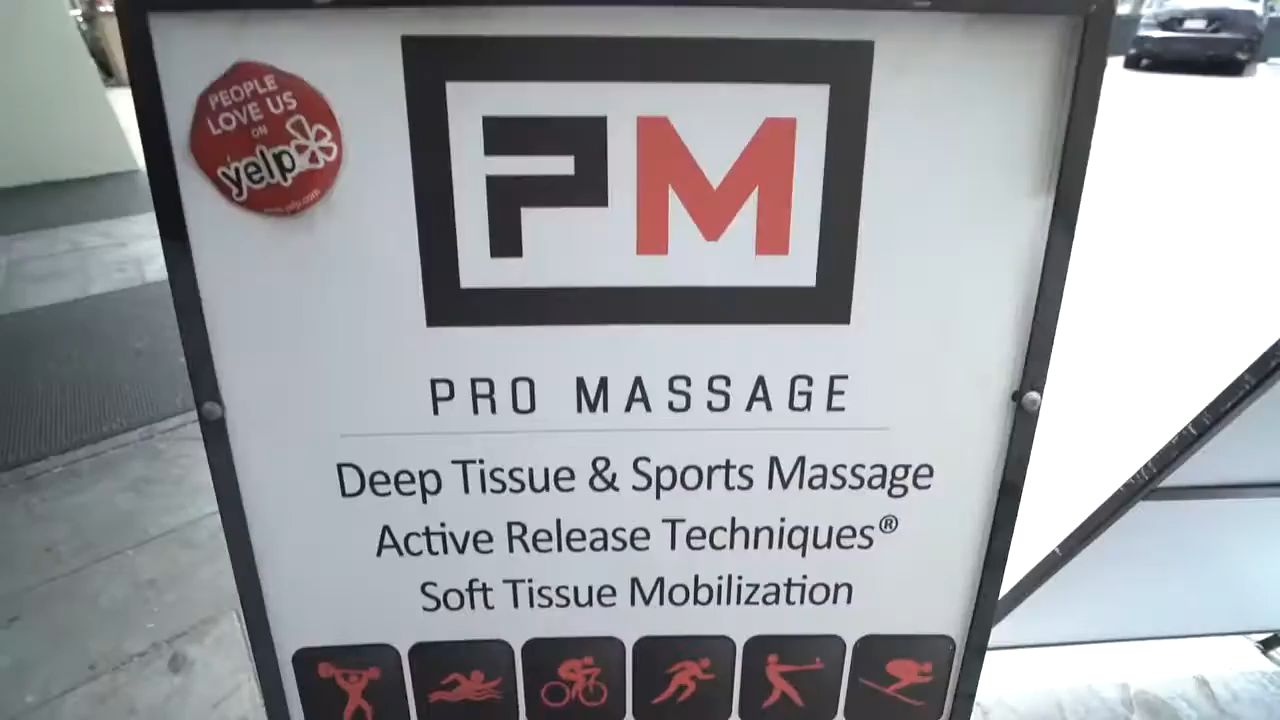 PEOPLE
LOVE US
ON
yelp
PM
PRO MASSAGE
Deep Tissue & Sports Massage
Active Release Techniques®
Soft Tissue Mobilization